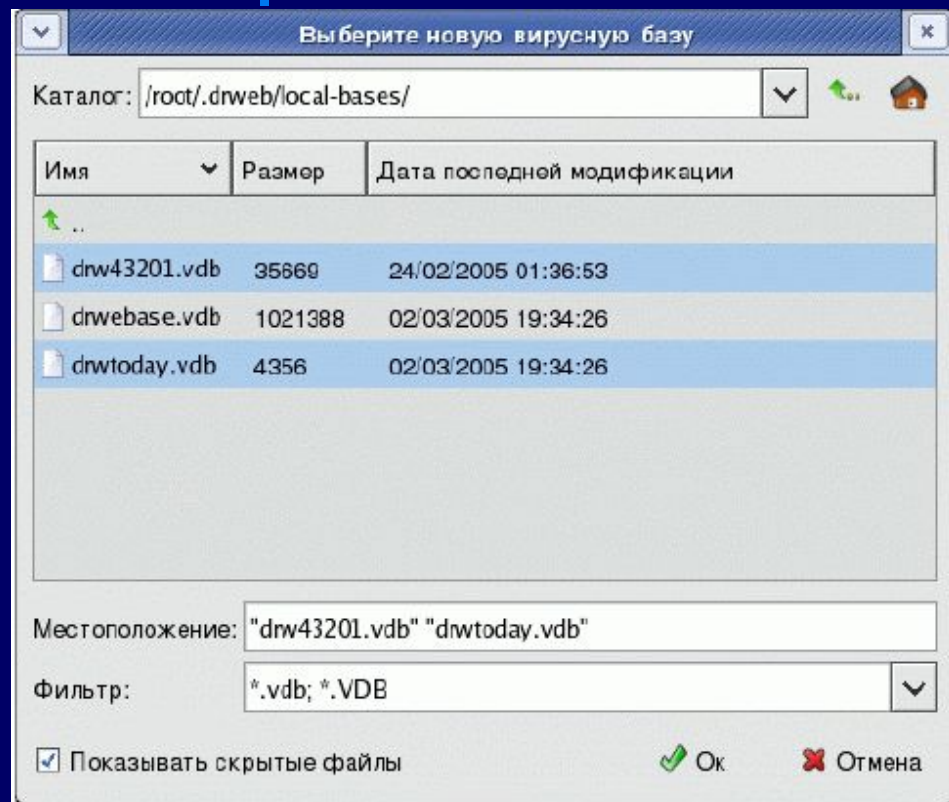 Выберите новую вирусную базу
Каталог: /root/.drweb/local-bases/
Имя Размер Дата последней модификации
..
drw43201.vdb 35669 24/02/2005 01:36:53
drwebase.vdb 1021388 02/03/2005 19:34:26
drwtoday.vdb 4356 02/03/2005 19:34:26
Местоположение: "drw43201.vdb" "drwtoday.vdb"
Фильтр: *.vdb; *.VDB
Показывать скрытые файлы Ок Отмена